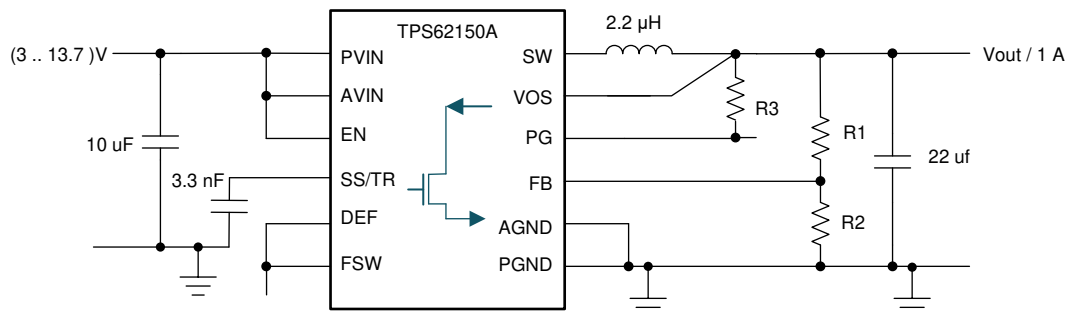 TPS62150A
2.2 µH
(3 .. 13.7 )V
PVIN
SW
Vout / 1 A
AVIN
VOS
R3
10 uF
EN
PG
R1
22 uf
3.3 nF
SS/TR
FB
DEF
AGND
R2
FSW
PGND